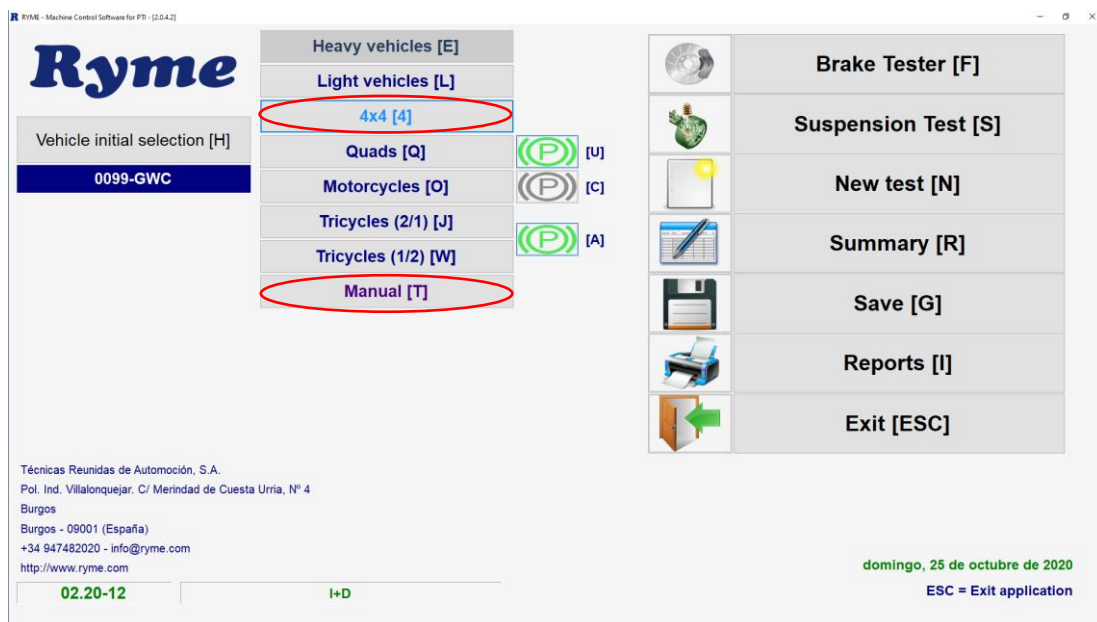 RYME - Machine Control Software for PTI - [2.0.4.2]
Ryme
Vehicle initial selection [H]
0099-GWC
Heavy vehicles [E]
Light vehicles [L]
4x4 [4]
Quads [Q]
Motorcycles [O]
Tricycles (2/1) [J]
Tricycles (1/2) [W]
Manual [T]
(P) [U]
(P) [C]
(P) [A]
Brake Tester [F]
Suspension Test [S]
New test [N]
Summary [R]
Save [G]
Reports [I]
Exit [ESC]
Técnicas Reunidas de Automoción, S.A.
Pol. Ind. Villalonquejar. C/ Merindad de Cuesta Urria, Nº 4
Burgos
Burgos - 09001 (España)
+34 947482020 - info@ryme.com
http://www.ryme.com
02.20-12
I+D
domingo, 25 de octubre de 2020
ESC = Exit application